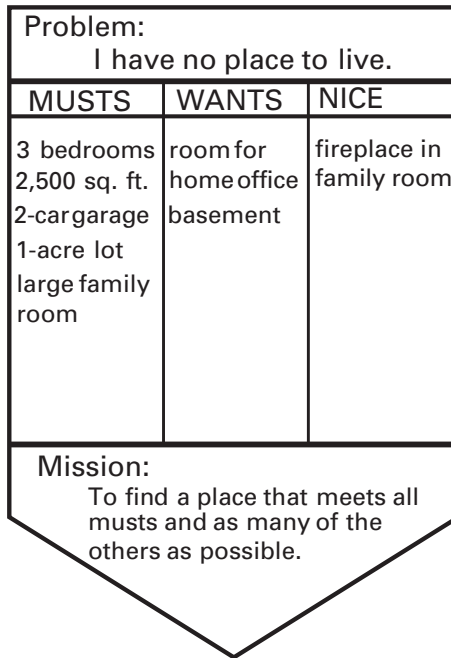 Problem:
I have no place to live.
MUSTS WANTS NICE
3 bedrooms
2,500 sq. ft.
2-car garage
1-acre lot
large family
room
room for
home office
basement
fireplace in
family room
Mission:
To find a place that meets all
musts and as many of the
others as possible.